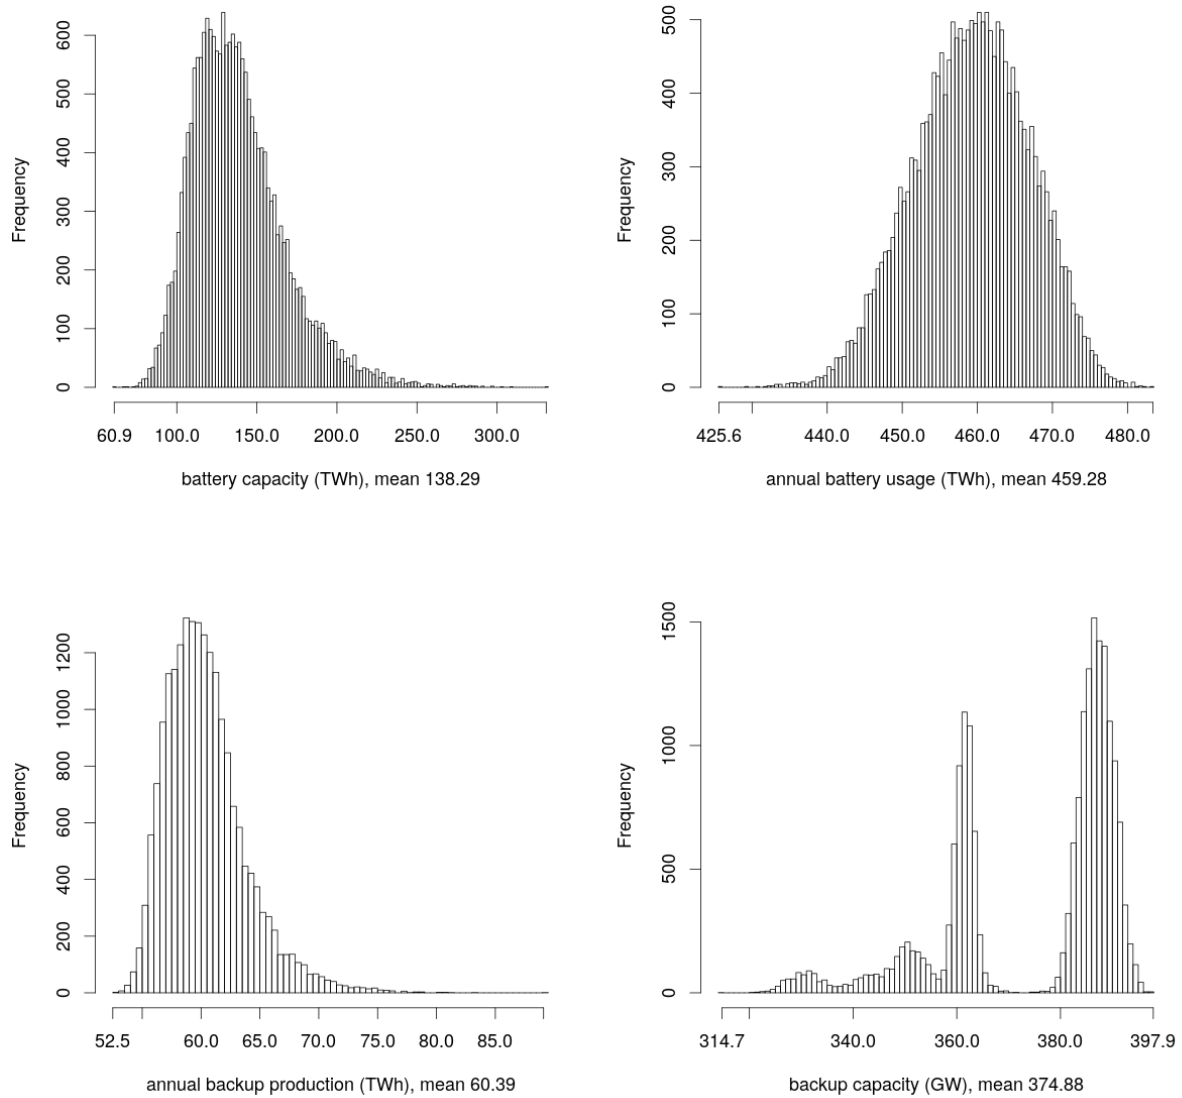 600
500
400
300
200
100
0
Frequency
60.9 100.0 150.0 200.0 250.0 300.0
battery capacity (TWh), mean 138.29
500
400
300
200
100
0
Frequency
425.6 440.0 450.0 460.0 470.0 480.0
annual battery usage (TWh), mean 459.28
1200
1000
800
600
400
200
0
Frequency
52.5 60.0 65.0 70.0 75.0 80.0 85.0
annual backup production (TWh), mean 60.39
1500
1000
500
0
Frequency
314.7 340.0 360.0 380.0 397.9
backup capacity (GW), mean 374.88